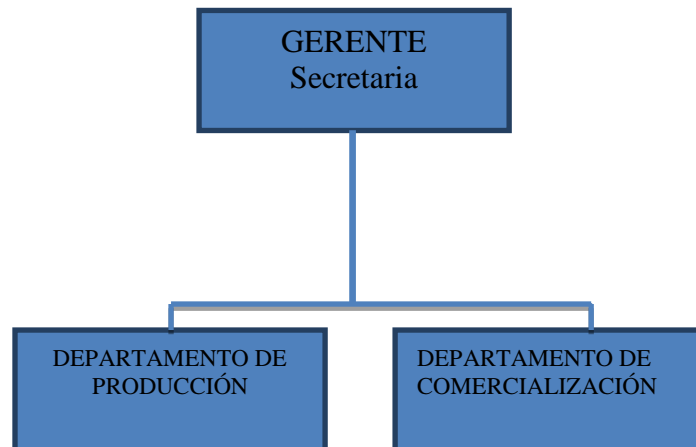 GERENTE
Secretaria
DEPARTAMENTO DE
PRODUCCIÓN
DEPARTAMENTO DE
COMERCIALIZACIÓN